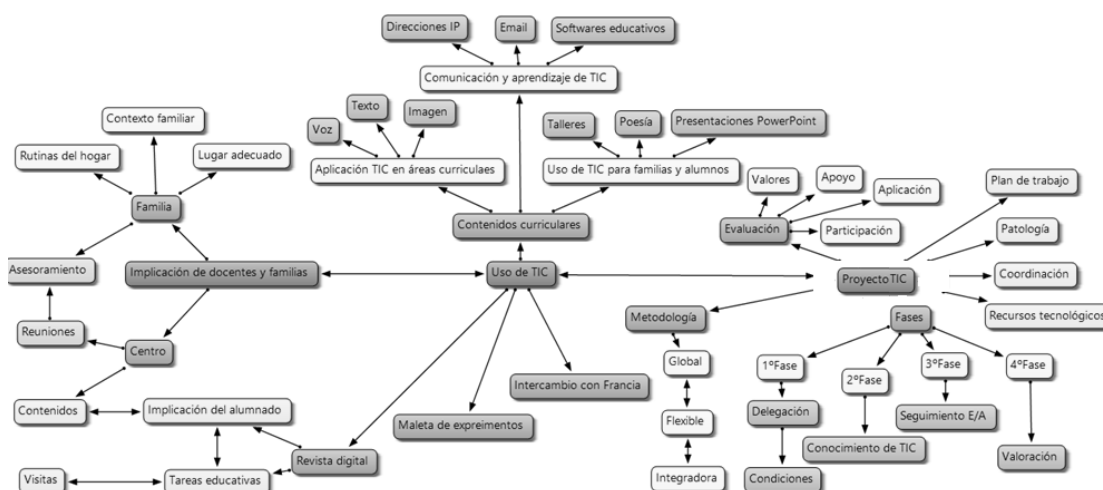 Direcciones IP
Email
Softwares educativos
Comunicación y aprendizaje de TIC
Voz
Texto
Imagen
Aplicación TIC en áreas curriculaes
Talleres
Poesía
Presentaciones PowerPoint
Uso de TIC para familias y alumnos
Contexto familiar
Rutinas del hogar
Lugar adecuado
Familia
Contenidos curriculares
Valores
Apoyo
Aplicación
Participación
Evaluación
Plan de trabajo
Patología
Coordinación
Recursos tecnológicos
Asesoramiento
Implicación de docentes y familias
Uso de TIC
Proyecto TIC
Reuniones
Centro
Contenidos
Implicación del alumnado
Visitas
Tareas educativas
Revista digital
Maleta de expreimentos
Intercambio con Francia
Metodología
Global
Flexible
Integradora
Fases
1ºFase
2ºFase
3ºFase
4ºFase
Delegación
Condiciones
Conocimiento de TIC
Seguimiento E/A
Valoración